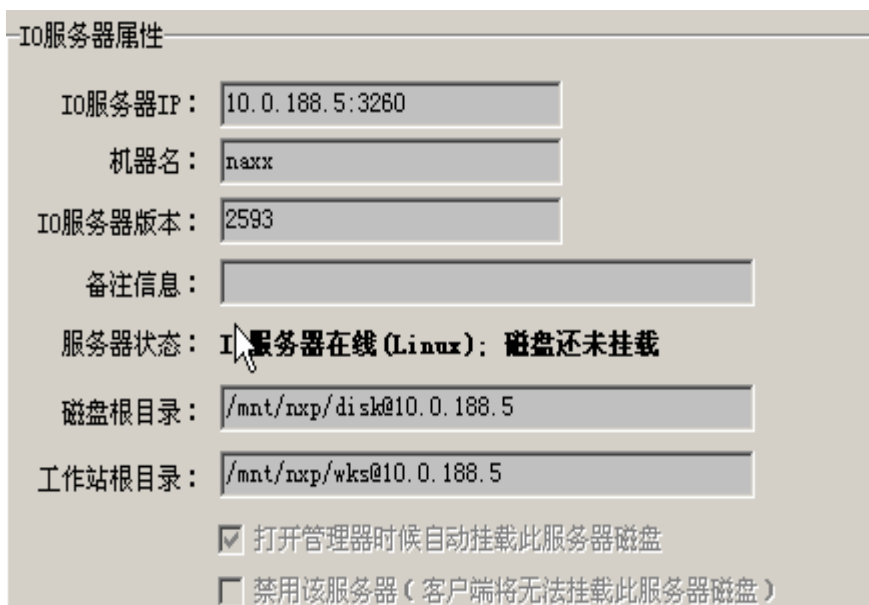 IO服务器属性
IO服务器IP： 10.0.188.5:3260
机器名： naxx
IO服务器版本： 2593
备注信息：
服务器状态： IO服务器在线(Linux); 磁盘还未挂载
磁盘根目录： /mnt/nxp/disk@10.0.188.5
工作站根目录： /mnt/nxp/wks@10.0.188.5
打开管理器时候自动挂载此服务器磁盘
禁用该服务器(客户端将无法挂载此服务器磁盘)